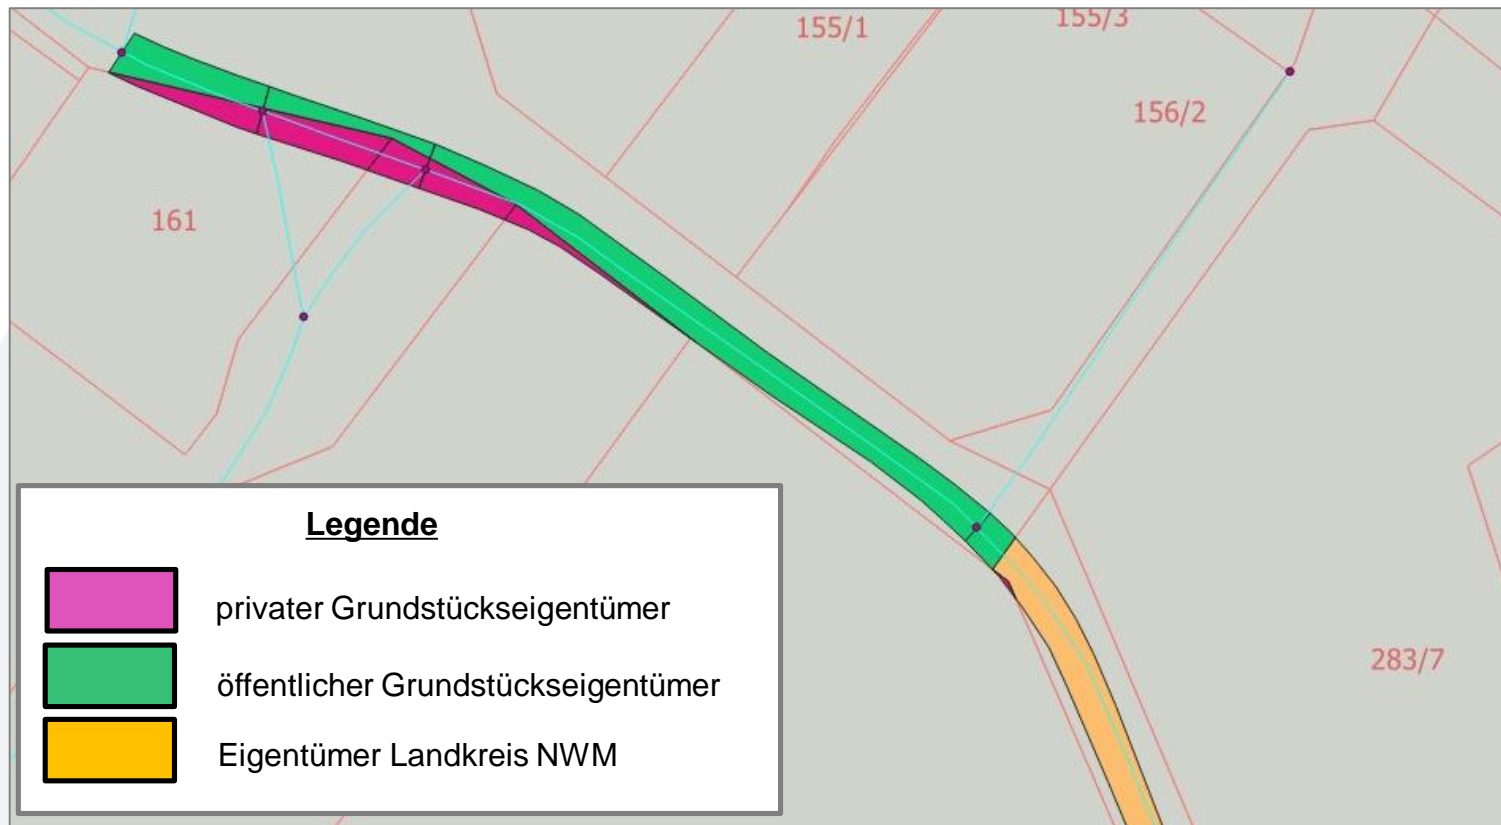 155/1
155/3
156/2
161
283/7
Legende
privater Grundstückseigentümer
öffentlicher Grundstückseigentümer
Eigentümer Landkreis NWM